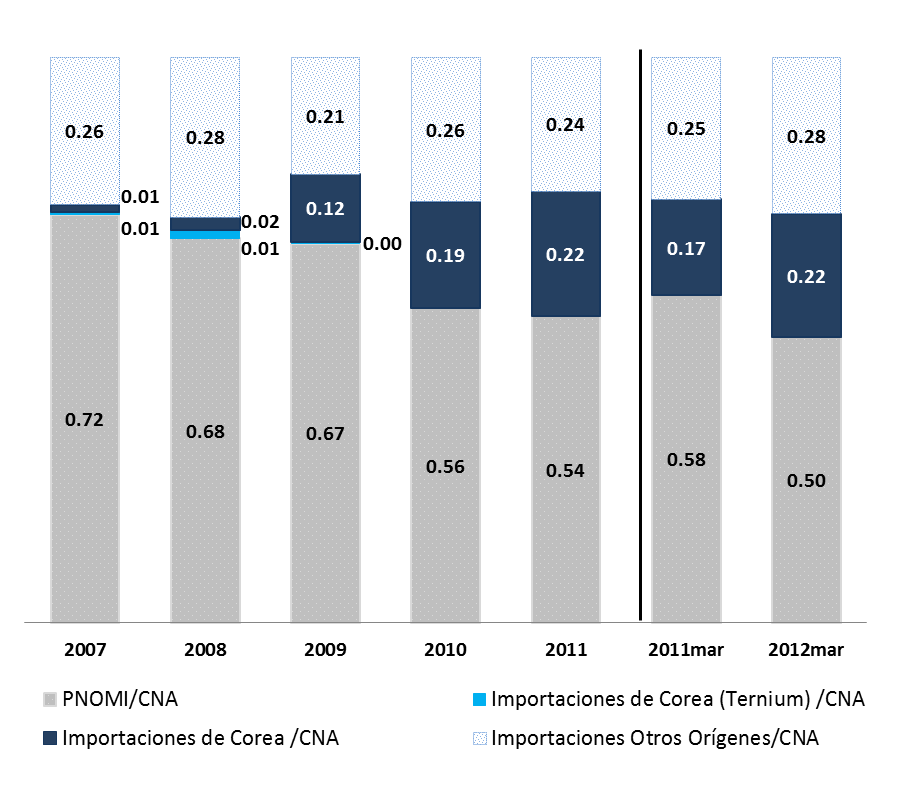 0.26 0.28 0.21 0.26 0.24 0.25 0.28
0.01 0.02 0.12 0.19 0.22 0.17 0.22
0.01 0.01 0.00
0.72 0.68 0.67 0.56 0.54 0.58 0.50
2007 2008 2009 2010 2011 2011mar 2012mar
PNOMI/CNA
Importaciones de Corea (Ternium) /CNA
Importaciones de Corea /CNA
Importaciones Otros Orígenes/CNA